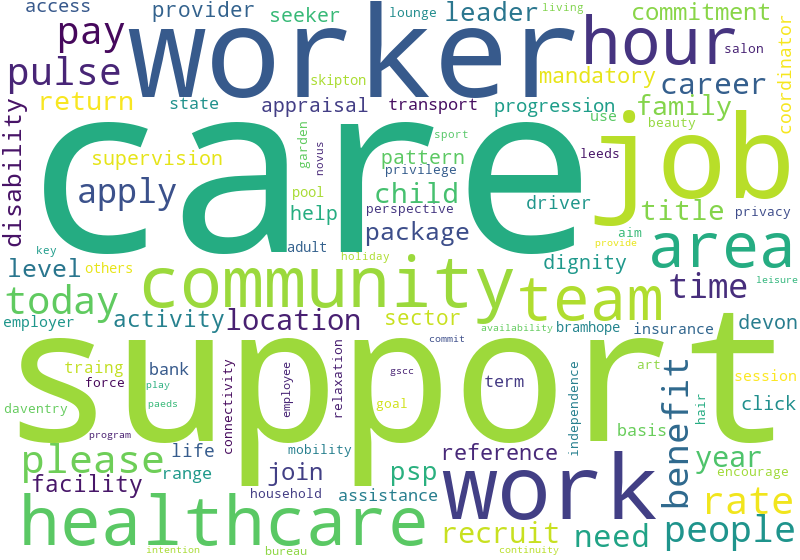 access
provider
seeker
lounge
leader
living
commitment
pay
worker
hour
salon
coordinator
pulse
skipton
mandatory
career
return
state
appraisal
transport
progression
family
disability
care
job
garden
novus
sport
use
beauty
supervision
pattern
privilege
leeds
apply
pool
child
driver
title
help
perspective
privacy
package
aim
key
adult
provide
area
level
others
holiday
dignity
time
leisure
today
community
team
employer
activity
location
sector
availability
bramhope
insurance
devon
support
traing
bank
connectivity
employee
relaxation
commit
gscc
term
independence
art
session
force
play
benefit
daventry
paeds
goal
hair
click
program
basis
please
life
mobility
reference
year
encourage
facility
range
join
psp
work
household
assistance
rate
healthcare
recruit
need
people
intention
bureau
continuity